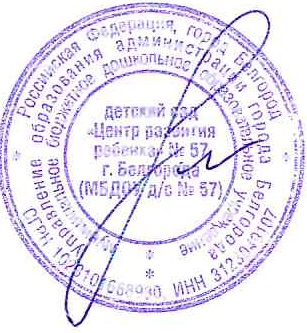 Российская Федерация, город Белгород
управление образования администрации города Белгорода
бюджетное дошкольное образовательное учреждение
детский сад
«Центр развития
ребенка» № 57
г. Белгорода
(МБДОУ д/с № 57)
ОГРН
ИНН